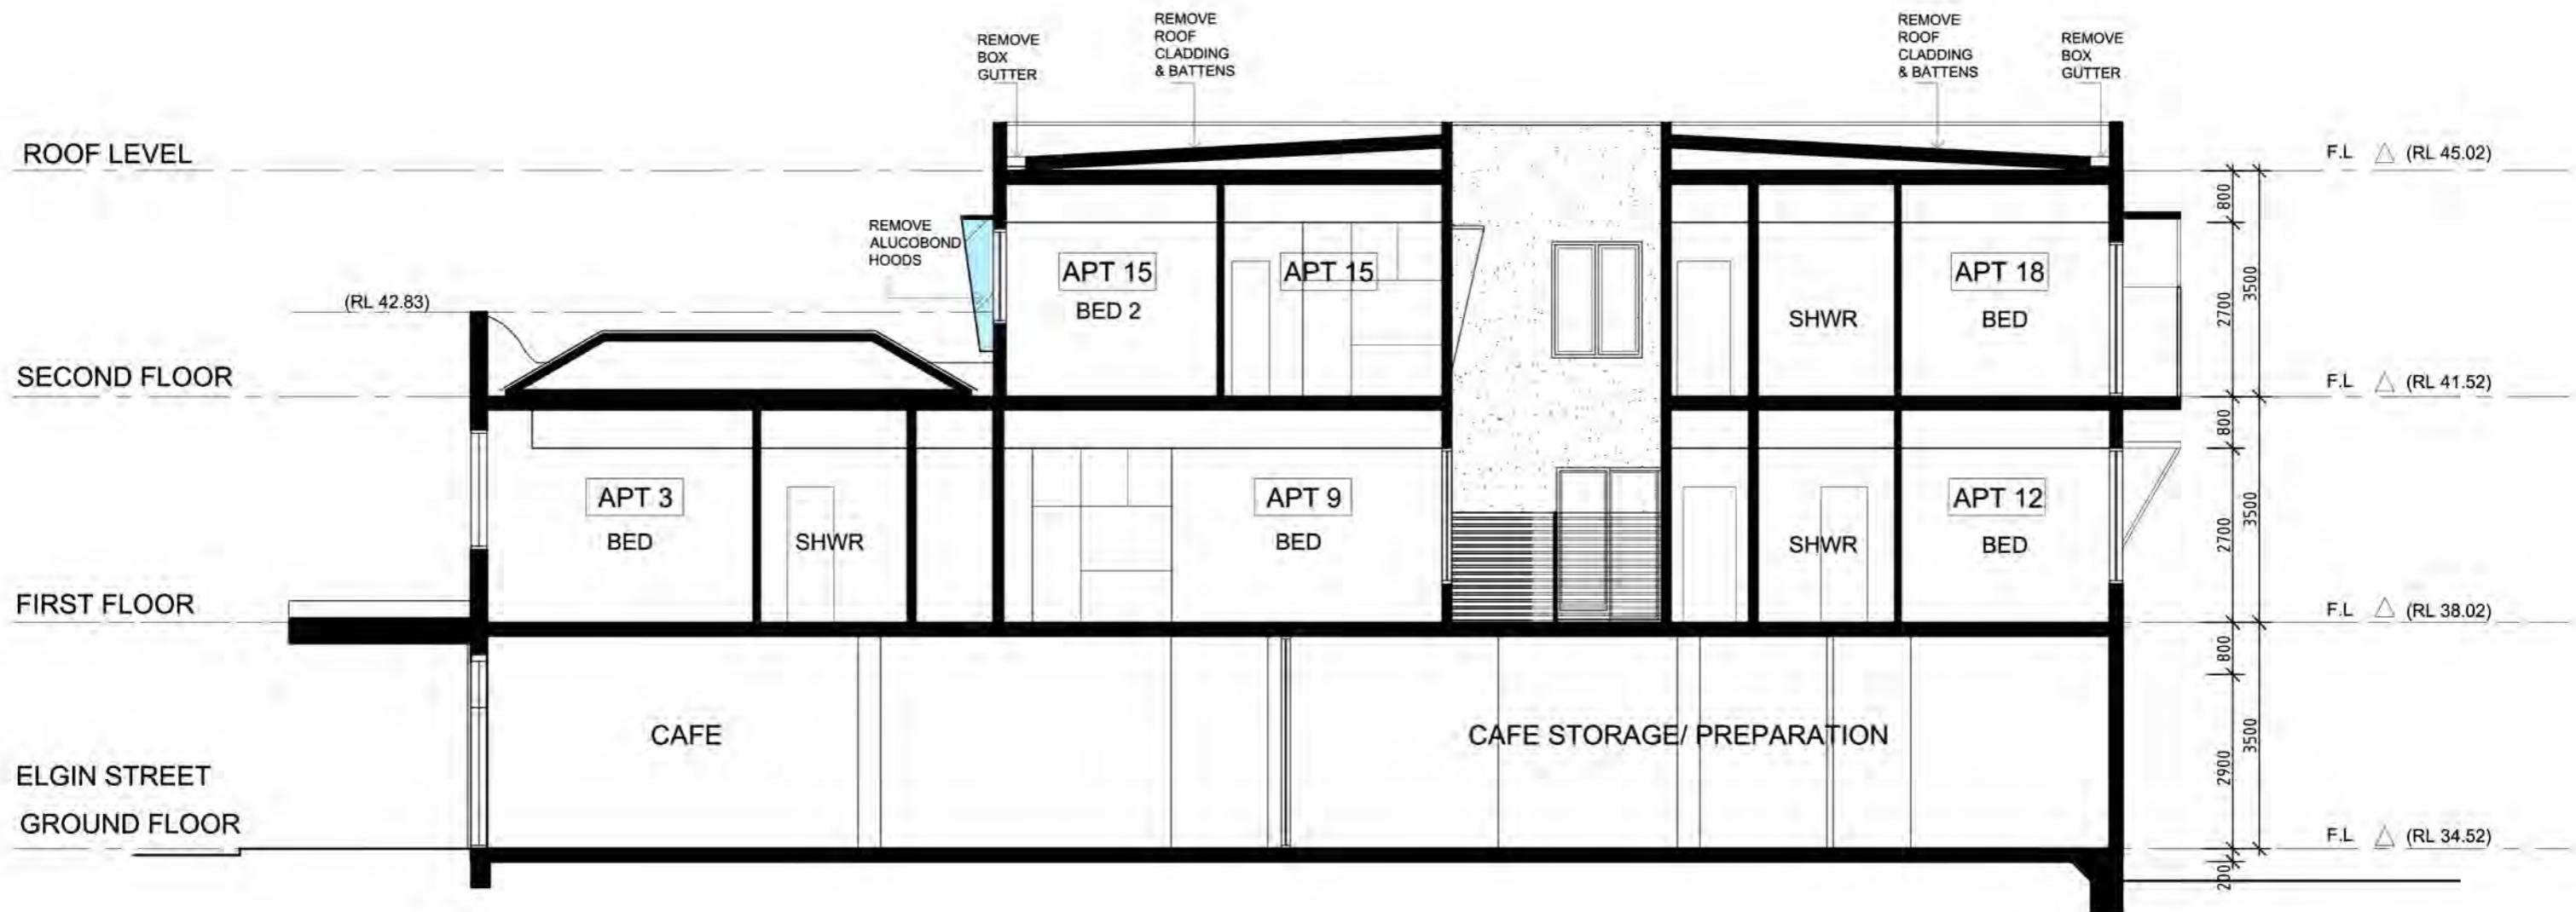 REMOVE
BOX
GUTTER
REMOVE
ROOF
CLADDING
& BATTENS
REMOVE
ROOF
CLADDING
& BATTENS
REMOVE
BOX
GUTTER
ROOF LEVEL
F.L △ (RL 45.02)
800
REMOVE
ALUCOBOND
HOODS
APT 15
BED 2
APT 15
APT 18
BED
SHWR
2700
3500
(RL 42.83)
SECOND FLOOR
F.L △ (RL 41.52)
800
APT 3
BED
SHWR
APT 9
BED
SHWR
APT 12
BED
2700
3500
FIRST FLOOR
F.L △ (RL 38.02)
800
CAFE
CAFE STORAGE/ PREPARATION
2900
3500
ELGIN STREET
GROUND FLOOR
F.L △ (RL 34.52)
200